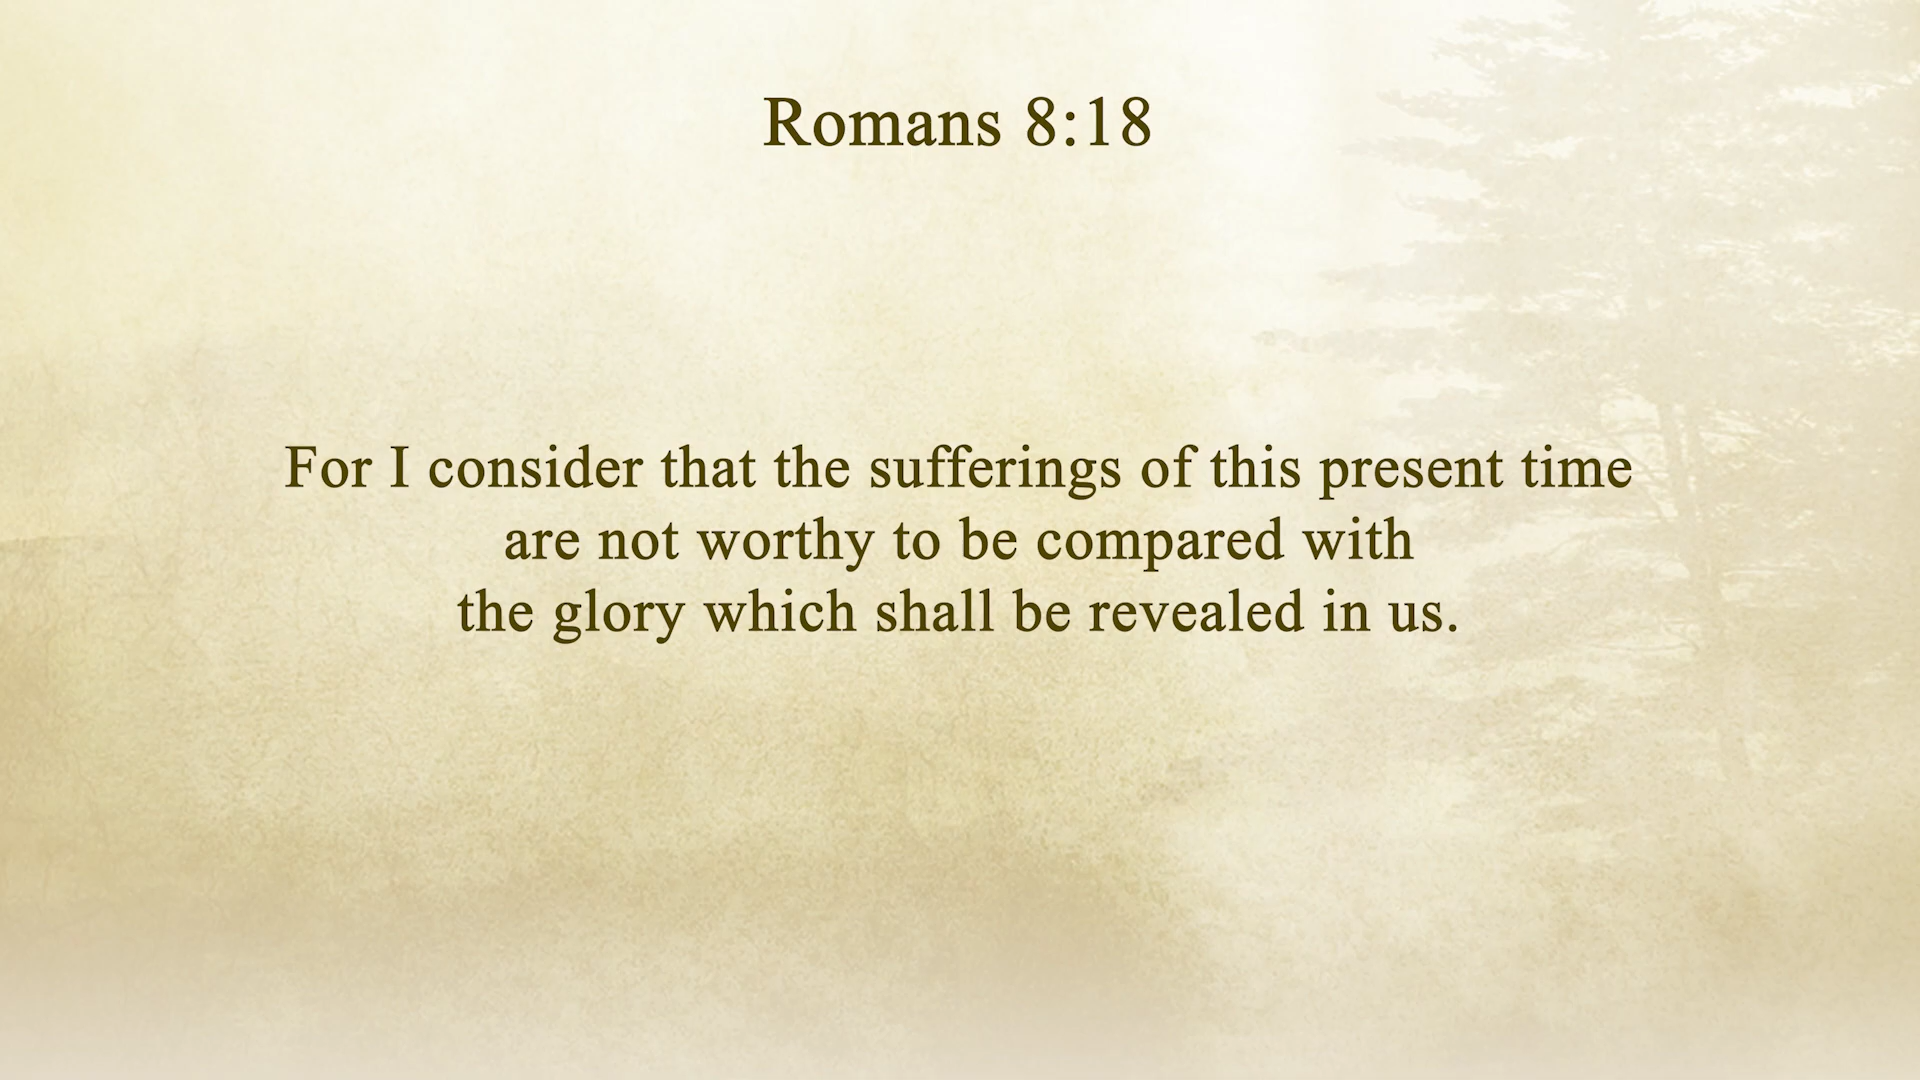 Romans 8:18
For I consider that the sufferings of this present time
are not worthy to be compared with
the glory which shall be revealed in us.